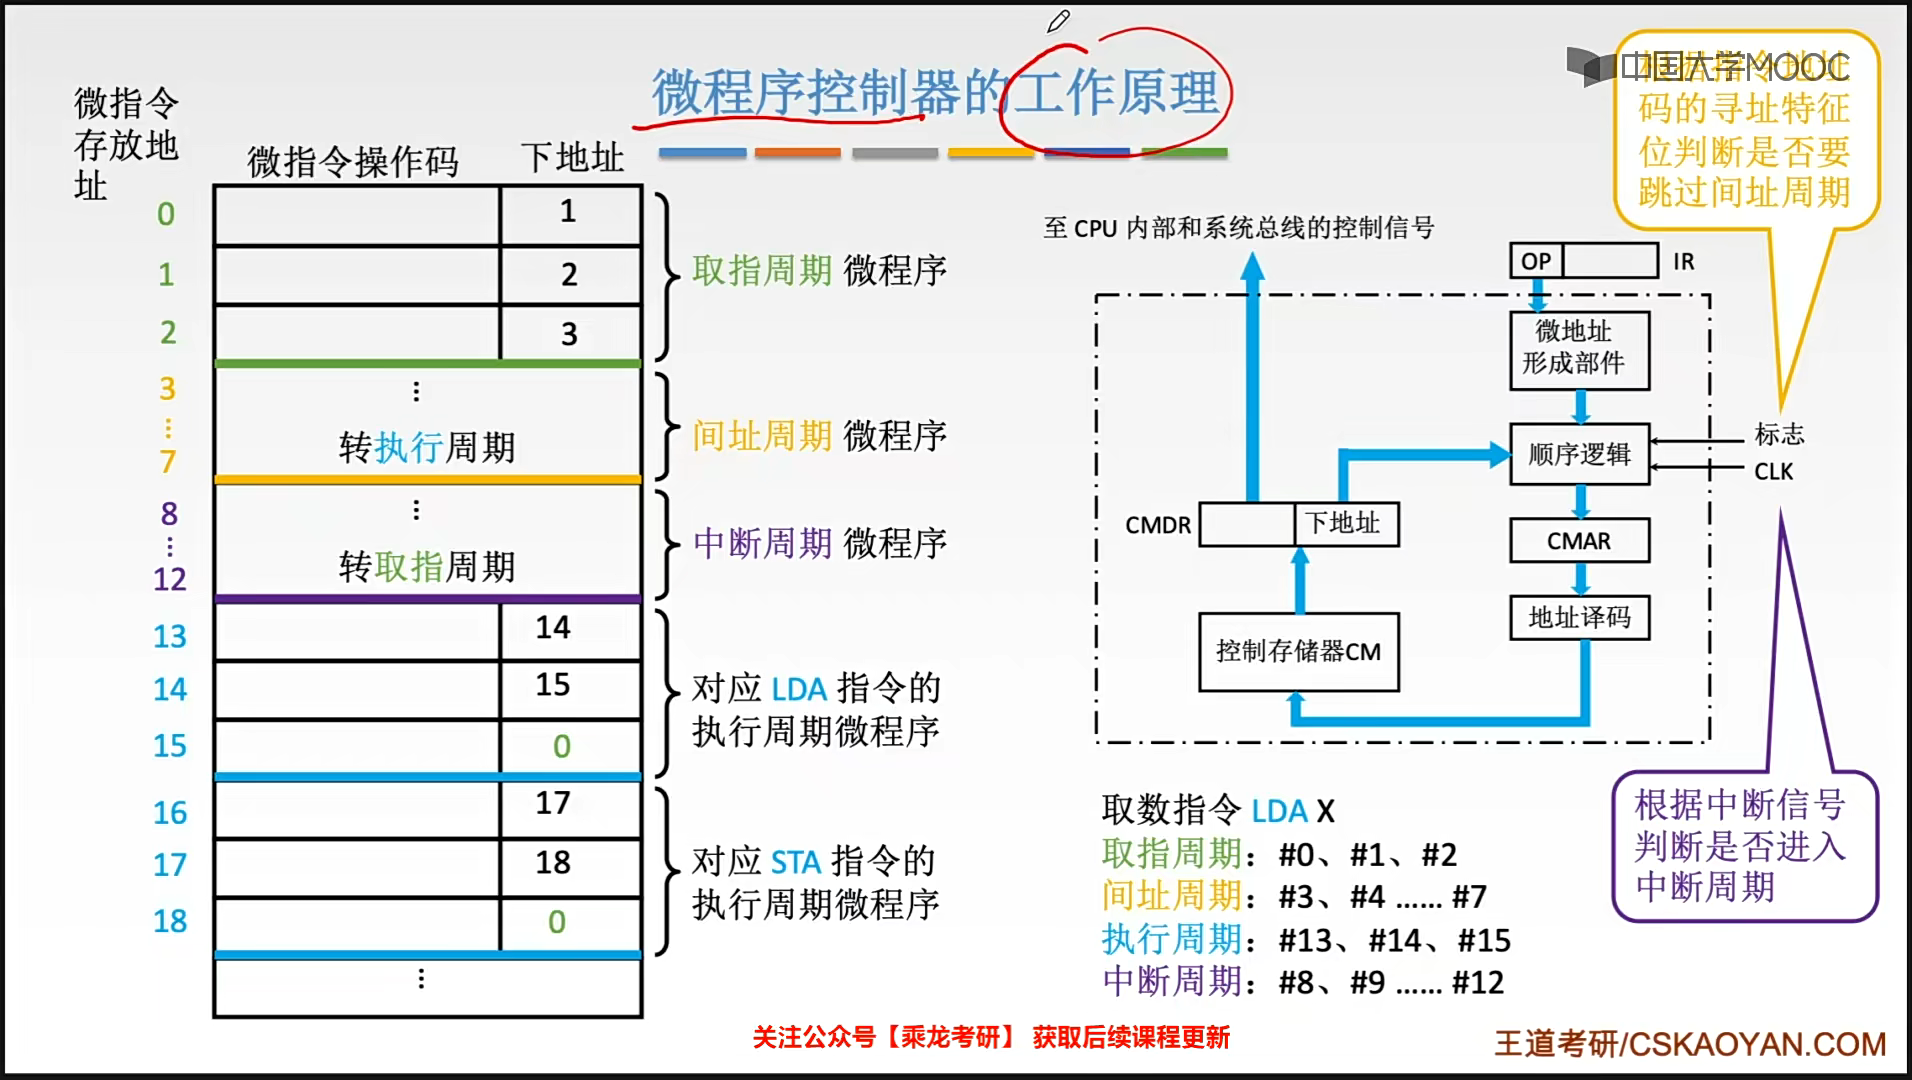 微程序控制器的工作原理
中国大学MOOC
根据指令地址
码的寻址特征
位判断是否要
跳过间址周期
微指令
存放地
址
微指令操作码 下地址
0 1
1 2
2 3
取指周期 微程序
3
⋮
7
⋮
转执行周期
间址周期 微程序
8
⋮
12
⋮
转取指周期
中断周期 微程序
13 14
14 15
15 0
对应 LDA 指令的
执行周期微程序
16 17
17 18
18 0
对应 STA 指令的
执行周期微程序
⋮
至 CPU 内部和系统总线的控制信号
OP IR
微地址
形成部件
顺序逻辑
标志
CLK
CMDR 下地址
CMAR
地址译码
控制存储器CM
取数指令 LDA X
取指周期：#0、#1、#2
间址周期：#3、#4 …… #7
执行周期：#13、#14、#15
中断周期：#8、#9 …… #12
根据中断信号
判断是否进入
中断周期
关注公众号【乘龙考研】 获取后续课程更新
王道考研/CSKAOYAN.COM